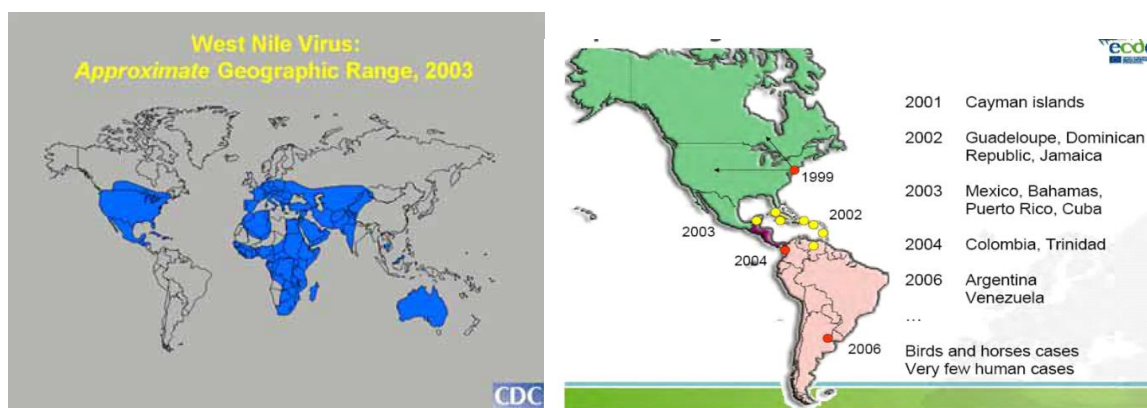 West Nile Virus:
Approximate Geographic Range, 2003
CDC
ecdc
2001 Cayman islands
2002 Guadeloupe, Dominican
Republic, Jamaica
1999
2003 Mexico, Bahamas,
Puerto Rico, Cuba
2002
2003
2004 Colombia, Trinidad
2004
2006 Argentina
Venezuela
...
2006
Birds and horses cases
Very few human cases